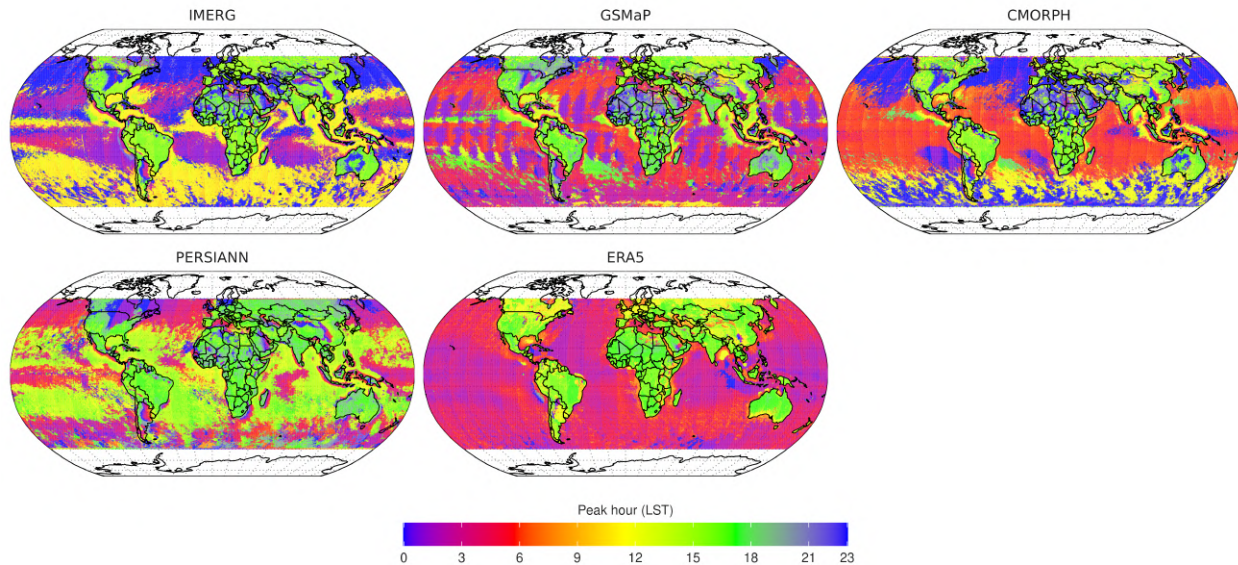 IMERG
GSMaP
CMORPH
PERSIANN
ERA5
Peak hour (LST)
0 3 6 9 12 15 18 21 23